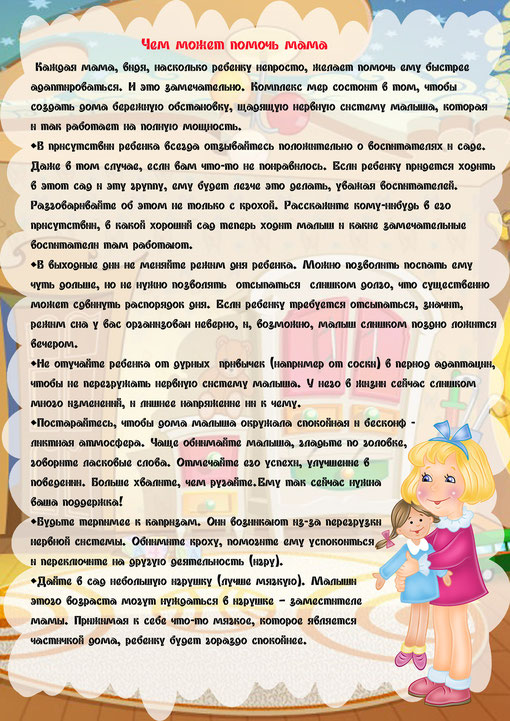 Чем может помочь мама
Каждая мама, видя, насколько ребенку непросто, желает помочь ему быстрее
адаптироваться. И это замечательно. Комплекс мер состоит в том, чтобы
создать дома бережную обстановку, щадящую нервную систему малыша, которая
и так работает на полную мощность.
•В присутствии ребенка всегда отзывайтесь положительно о воспитателях и саде.
Даже в том случае, если вам что-то не понравилось. Если ребенку придется ходить
в этот сад и эту группу, ему будет легче это делать, уважая воспитателей.
Разговаривайте об этом не только с крохой. Расскажите кому-нибудь в его
присутствии, в какой хороший сад теперь ходит малыш и какие замечательные
воспитатели там работают.
•В выходные дни не меняйте режим дня ребенка. Можно позволить поспать ему
чуть дольше, но не нужно позволять отсыпаться слишком долго, что существенно
может сдвинуть распорядок дня. Если ребенку требуется отсыпаться, значит,
режим сна у вас организован неверно, и, возможно, малыш слишком поздно ложится
вечером.
•Не отучайте ребенка от дурных привычек (например от соски) в период адаптации,
чтобы не перегружать нервную систему малыша. У него в жизни сейчас слишком
много изменений, и лишнее напряжение ни к чему.
•Постарайтесь, чтобы дома малыша окружала спокойная и бесконф -
ликтная атмосфера. Чаще обнимайте малыша, гладьте по головке,
говорите ласковые слова. Отмечайте его успехи, улучшение в
поведении. Больше хвалите, чем ругайте.Ему так сейчас нужна
ваша поддержка!
•Будьте терпимее к капризам. Они возникают из-за перегрузки
нервной системы. Обнимите кроху, помогите ему успокоиться
и переключите на другую деятельность (игру).
•Дайте в сад небольшую игрушку (лучше мягкую). Малыши
этого возраста могут нуждаться в игрушке – заместителе
мамы. Прижимая к себе что-то мягкое, которое является
частичкой дома, ребенку будет гораздо спокойнее.